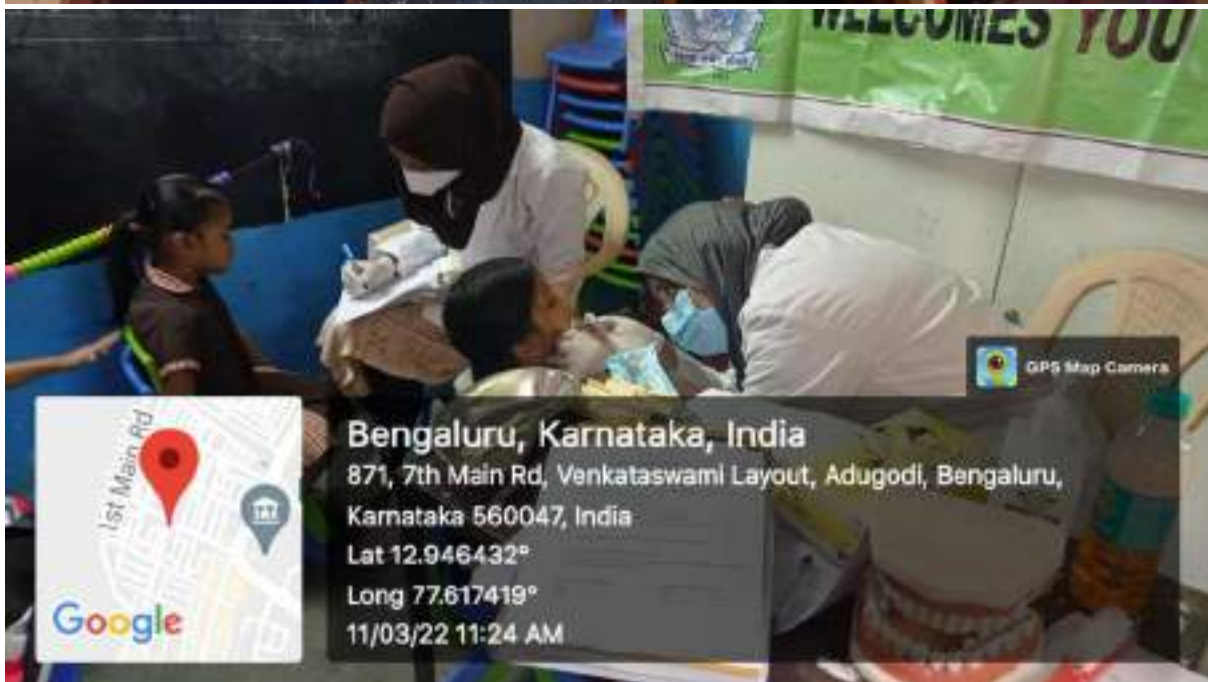 WELCOMES YOU
GPS Map Camera
1st Main Rd
Google
Bengaluru, Karnataka, India
871, 7th Main Rd, Venkataswami Layout, Adugodi, Bengaluru,
Karnataka 560047, India
Lat 12.946432°
Long 77.617419°
11/03/22 11:24 AM